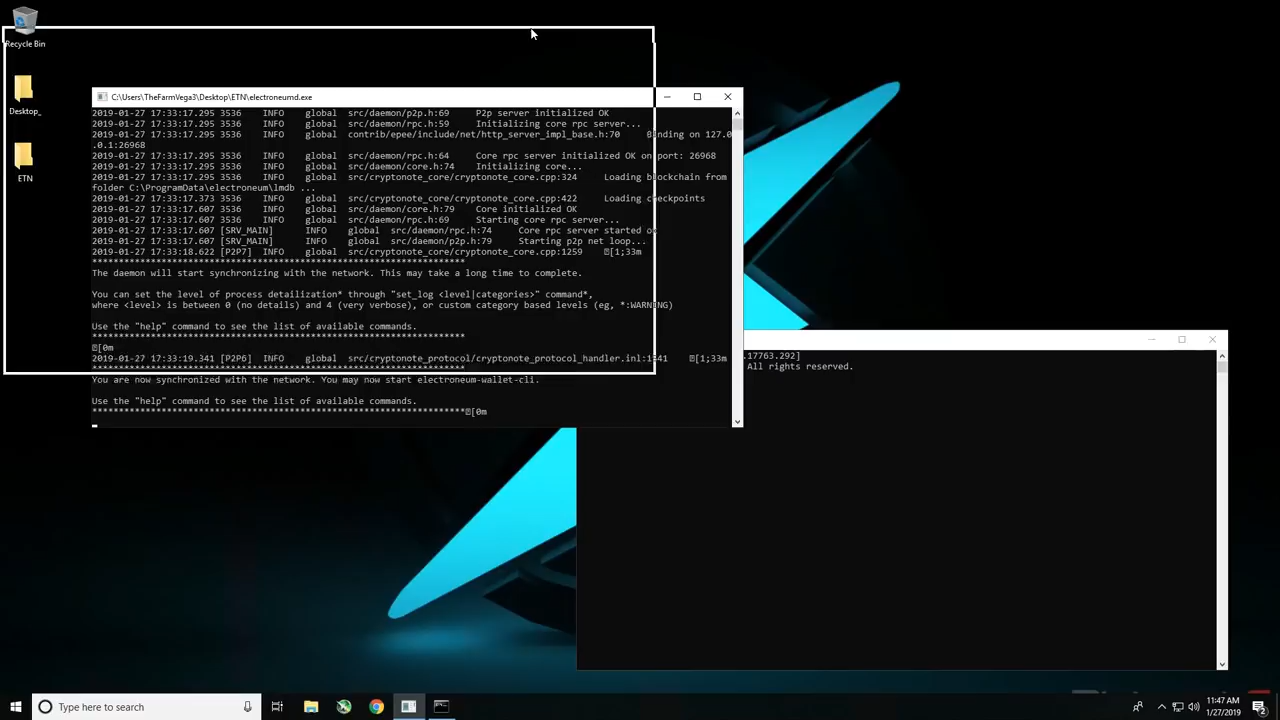 Recycle Bin
Desktop_
ETN
C:\Users\TheFarmVega3\Desktop\ETN\electroneumd.exe
2019-01-27 17:33:17.295 3536 INFO global src/daemon/p2p.h:69 P2p server initialized OK
2019-01-27 17:33:17.295 3536 INFO global src/daemon/rpc.h:59 Initializing core rpc server...
2019-01-27 17:33:17.295 3536 INFO global contrib/epee/include/net/http_server_impl_base.h:70 Binding on 127.0
.0.1:26968
2019-01-27 17:33:17.295 3536 INFO global src/daemon/rpc.h:64 Core rpc server initialized OK on port: 26968
2019-01-27 17:33:17.295 3536 INFO global src/daemon/core.h:74 Initializing core...
2019-01-27 17:33:17.295 3536 INFO global src/cryptonote_core/cryptonote_core.cpp:324 Loading blockchain from
folder C:\ProgramData\electroneum\lmdb ...
2019-01-27 17:33:17.373 3536 INFO global src/cryptonote_core/cryptonote_core.cpp:422 Loading checkpoints
2019-01-27 17:33:17.607 3536 INFO global src/daemon/core.h:79 Core initialized OK
2019-01-27 17:33:17.607 3536 INFO global src/daemon/rpc.h:69 Starting core rpc server...
2019-01-27 17:33:17.607 [SRV_MAIN] INFO global src/daemon/rpc.h:74 Core rpc server started ok
2019-01-27 17:33:17.607 [SRV_MAIN] INFO global src/daemon/p2p.h:79 Starting p2p net loop...
2019-01-27 17:33:18.622 [P2P7] INFO global src/cryptonote_core/cryptonote_core.cpp:1259 [1;33m
**********************************************************************
The daemon will start synchronizing with the network. This may take a long time to complete.
You can set the level of process detailization* through "set_log <level|categories>" command*,
where <level> is between 0 (no details) and 4 (very verbose), or custom category based levels (eg, *:WARNING)
Use the "help" command to see the list of available commands.
**********************************************************************
[0m
2019-01-27 17:33:19.341 [P2P6] INFO global src/cryptonote_protocol/cryptonote_protocol_handler.inl:1341 [1;33m
**********************************************************************
You are now synchronized with the network. You may now start electroneum-wallet-cli.
Use the "help" command to see the list of available commands.
**********************************************************************[0m
.17763.292]
All rights reserved.
Type here to search
11:47 AM
1/27/2019
2